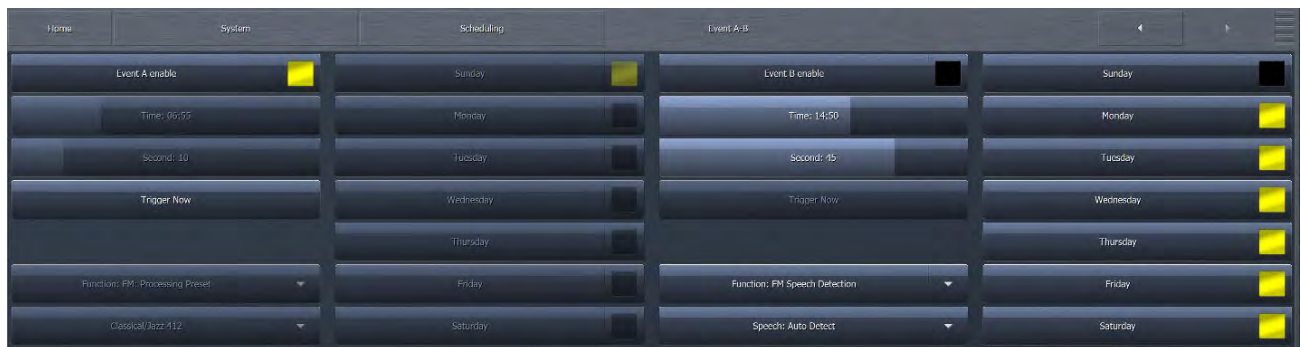 Home System Scheduling Event A-B
Event A enable Sunday Event B enable Sunday
Time: 06:55 Monday Time: 14:50 Monday
Second: 10 Tuesday Second: 45 Tuesday
Trigger Now Wednesday Trigger Now Wednesday
Thursday Thursday
Function: FM: Processing Preset Friday Function: FM Speech Detection Friday
Classical/Jazz 412 Saturday Speech: Auto Detect Saturday